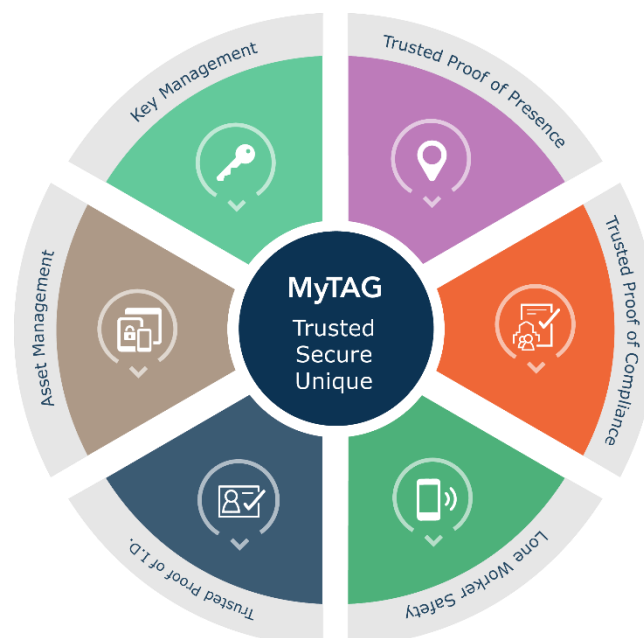 Key Management
Trusted Proof of Presence
Asset Management
MyTAG
Trusted
Secure
Unique
Trusted Proof of Compliance
Trusted Proof of I.D.
Lone Worker Safety